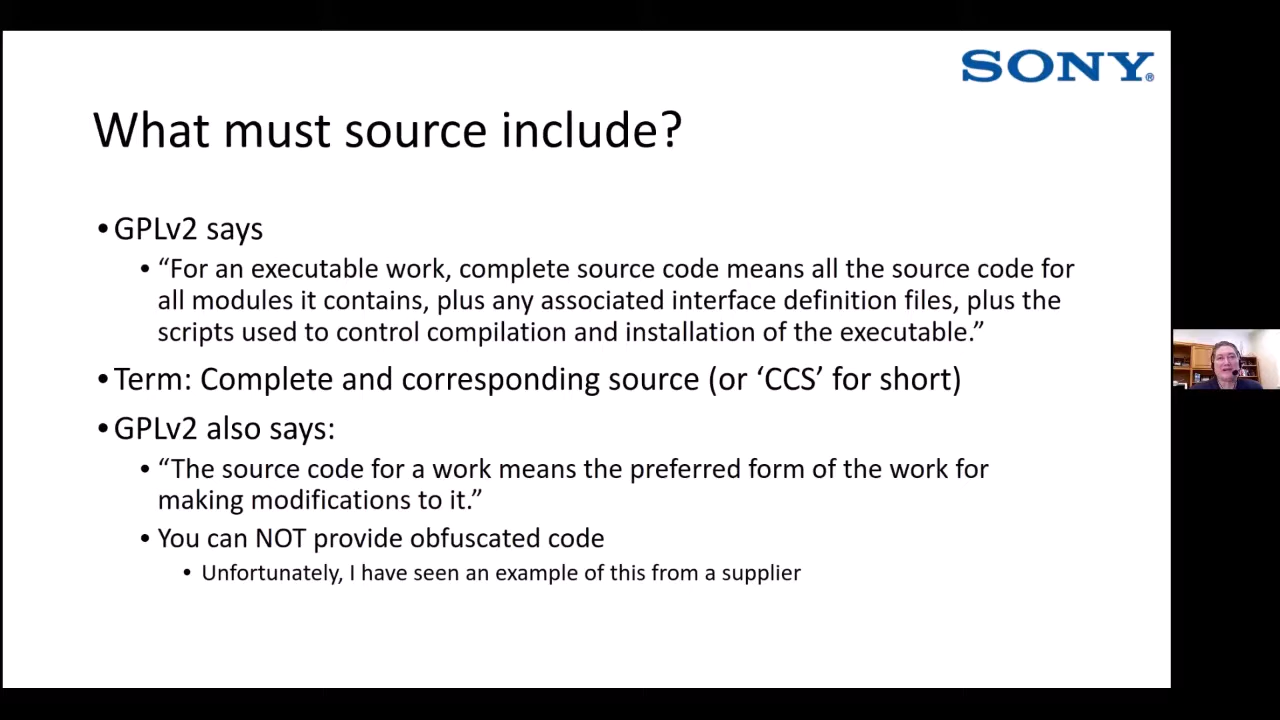 SONY®
What must source include?
•GPLv2 says
• “For an executable work, complete source code means all the source code for
all modules it contains, plus any associated interface definition files, plus the
scripts used to control compilation and installation of the executable.”
•Term: Complete and corresponding source (or ‘CCS’ for short)
•GPLv2 also says:
• “The source code for a work means the preferred form of the work for
making modifications to it.”
• You can NOT provide obfuscated code
• Unfortunately, I have seen an example of this from a supplier